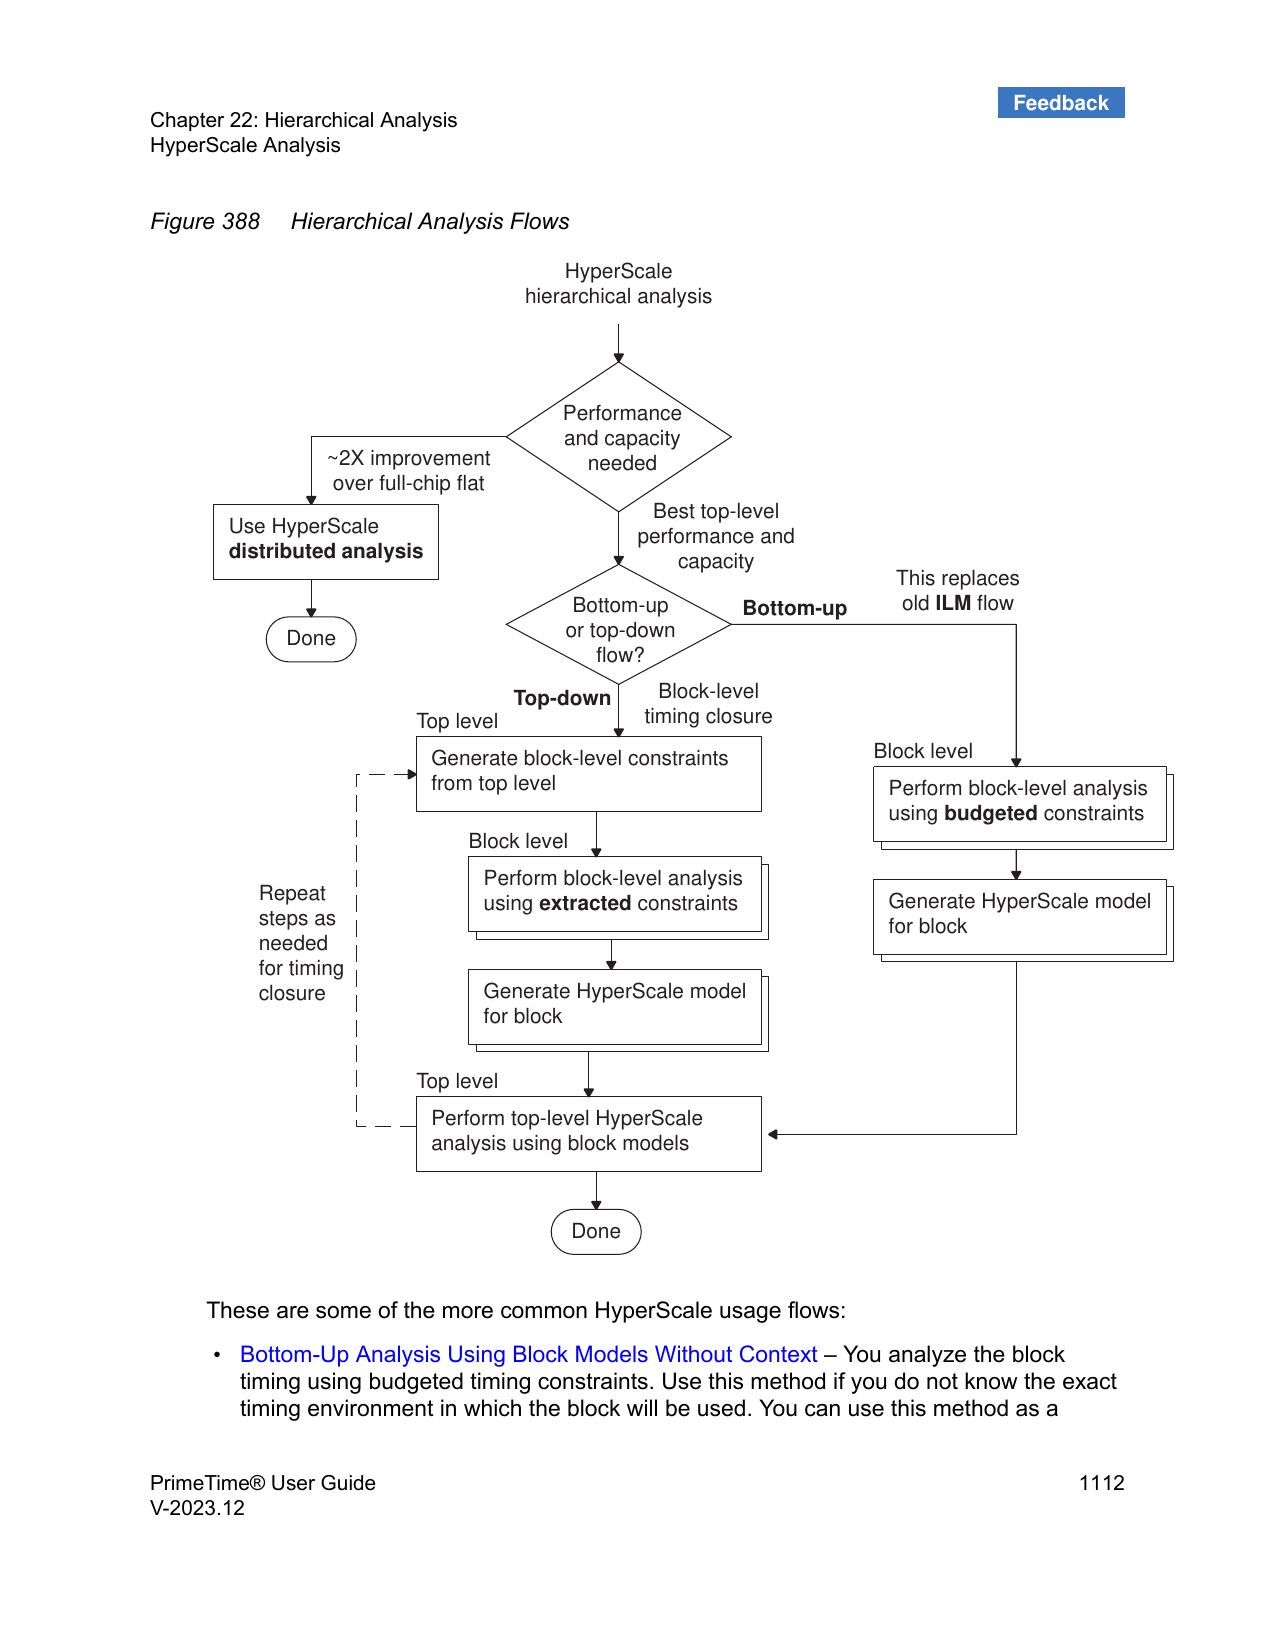 Feedback
Chapter 22: Hierarchical Analysis
HyperScale Analysis
Figure 388 Hierarchical Analysis Flows
HyperScale
hierarchical analysis
Performance
and capacity
needed
~2X improvement
over full-chip flat
Use HyperScale
distributed analysis
Done
Best top-level
performance and
capacity
Bottom-up
or top-down
flow?
Bottom-up
This replaces
old ILM flow
Top-down
Block-level
timing closure
Top level
Generate block-level constraints
from top level
Block level
Perform block-level analysis
using extracted constraints
Generate HyperScale model
for block
Repeat
steps as
needed
for timing
closure
Block level
Perform block-level analysis
using budgeted constraints
Generate HyperScale model
for block
Top level
Perform top-level HyperScale
analysis using block models
Done
These are some of the more common HyperScale usage flows:
• Bottom-Up Analysis Using Block Models Without Context – You analyze the block
timing using budgeted timing constraints. Use this method if you do not know the exact
timing environment in which the block will be used. You can use this method as a
PrimeTime® User Guide 1112
V-2023.12